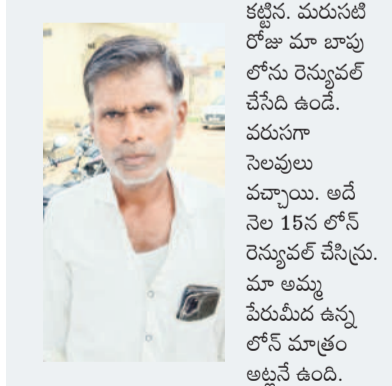 కట్టిన. మరుసటి
రోజు మా బాపు
లోను రెన్యువల్
చేసేది ఉండే.
వరుసగా
సెలవులు
వచ్చాయి. అదే
నెల 15న లోన్
రెన్యువల్ చేసిన్రు.
మా అమ్మ
పేరుమీద ఉన్న
లోన్ మాత్రం
అట్లనే ఉంది.